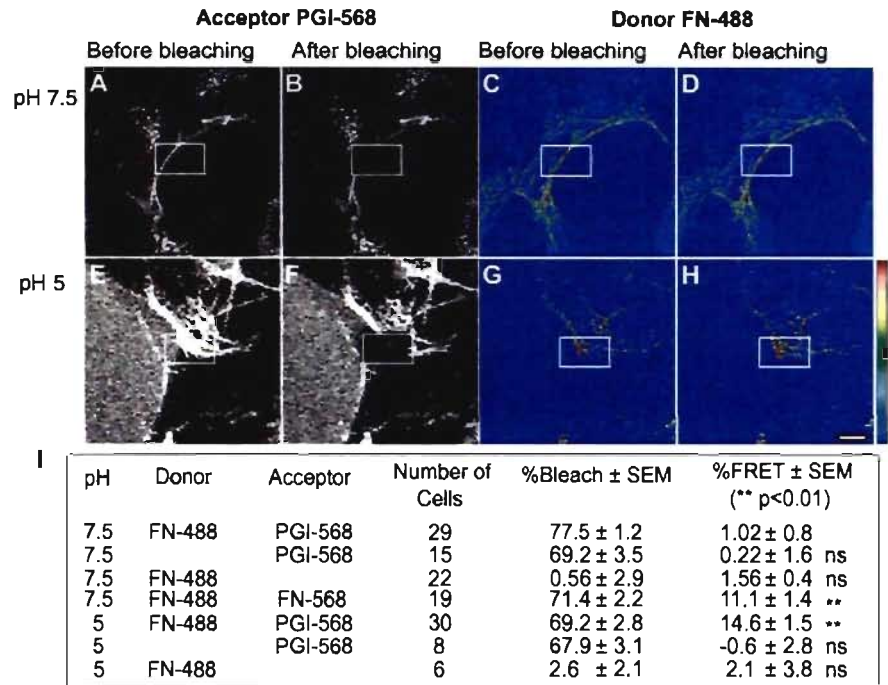 Acceptor PGI-568 Donor FN-488
Before bleaching After bleaching Before bleaching After bleaching
pH 7.5 A B C D
pH 5 E F G H
I
pH Donor Acceptor Number of Cells %Bleach ± SEM %FRET ± SEM (** p<0.01)
7.5 FN-488 PGI-568 29 77.5 ± 1.2 1.02 ± 0.8
7.5 PGI-568 15 69.2 ± 3.5 0.22 ± 1.6 ns
7.5 FN-488 22 0.56 ± 2.9 1.56 ± 0.4 ns
7.5 FN-488 FN-568 19 71.4 ± 2.2 11.1 ± 1.4 **
5 FN-488 PGI-568 30 69.2 ± 2.8 14.6 ± 1.5 **
5 PGI-568 8 67.9 ± 3.1 -0.6 ± 2.8 ns
5 FN-488 6 2.6 ± 2.1 2.1 ± 3.8 ns